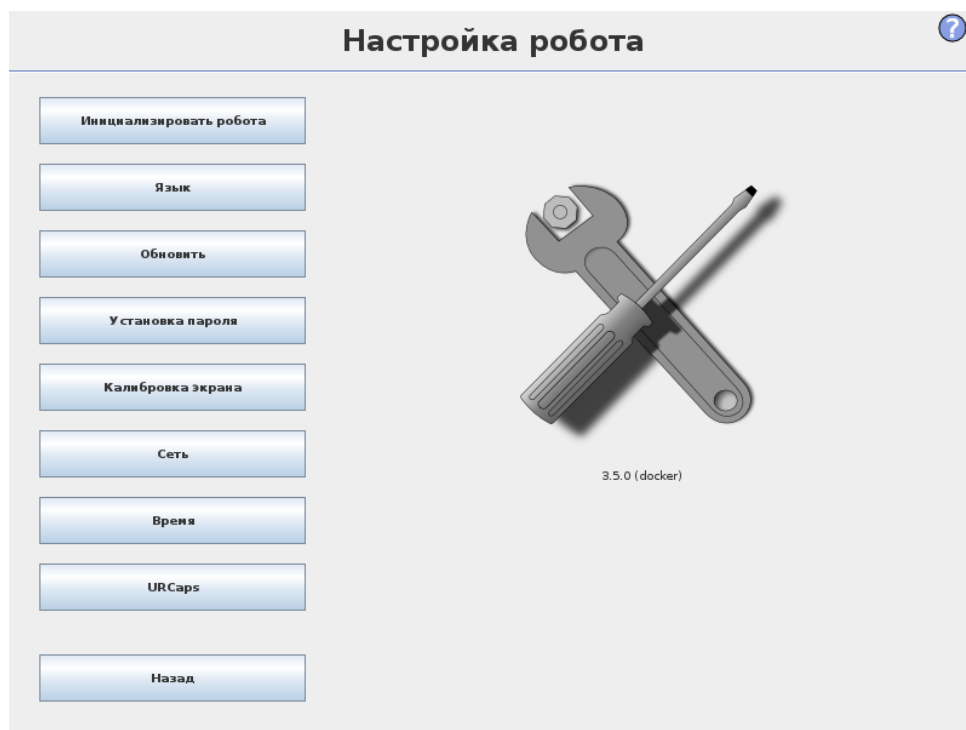 Настройка робота
?
Инициализировать робота
Язык
Обновить
Установка пароля
Калибровка экрана
Сеть
Время
URCaps
Назад
3.5.0 (docker)